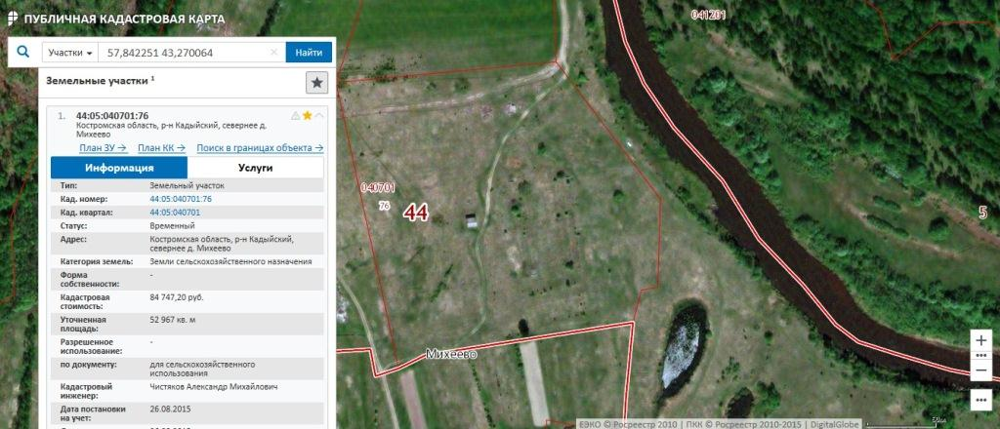 ПУБЛИЧНАЯ КАДАСТРОВАЯ КАРТА
Участки
57,842251 43,270064
Найти
Земельные участки 1
1. 44:05:040701:76
Костромская область, р-н Кадыйский, севернее д.
Михеево
План ЗУ → План КК → Поиск в границах объекта →
Информация Услуги
Тип: Земельный участок
Кад. номер: 44:05:040701:76
Кад. квартал: 44:05:040701
Статус: Временный
Адрес: Костромская область, р-н Кадыйский,
севернее д. Михеево
Категория земель: Земли сельскохозяйственного назначения
Форма
собственности: -
Кадастровая
стоимость: 84 747,20 руб.
Уточненная
площадь: 52 967 кв. м
Разрешенное
использование: -
по документу: для сельскохозяйственного
использования
Кадастровый
инженер: Чистяков Александр Михайлович
Дата постановки
на учет: 26.08.2015
041201
040701
76
44
5
Михеево
50м
ЕЭКО © Росреестр 2010 | ПКК © Росреестр 2010-2015 | DigitalGlobe